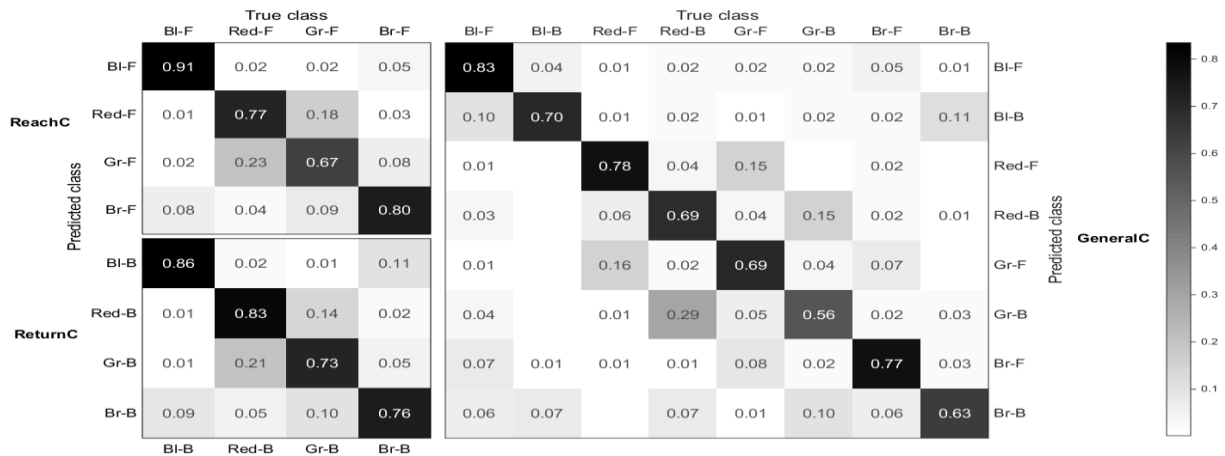 True class
True class
Bl-F Red-F Gr-F Br-F
Bl-F Bl-B Red-F Red-B Gr-F Gr-B Br-F Br-B
Bl-F 0.91 0.02 0.02 0.05
0.83 0.04 0.01 0.02 0.02 0.02 0.05 0.01 Bl-F
Red-F 0.01 0.77 0.18 0.03
0.10 0.70 0.01 0.02 0.01 0.02 0.02 0.11 Bl-B
ReachC
Gr-F 0.02 0.23 0.67 0.08
0.01 0.78 0.04 0.15 0.02 Red-F
Br-F 0.08 0.04 0.09 0.80
0.03 0.06 0.69 0.04 0.15 0.02 0.01 Red-B
Predicted class
Predicted class
GeneralC
Bl-B 0.86 0.02 0.01 0.11
0.01 0.16 0.02 0.69 0.04 0.07 Gr-F
Red-B 0.01 0.83 0.14 0.02
0.04 0.01 0.29 0.05 0.56 0.02 0.03 Gr-B
ReturnC
Gr-B 0.01 0.21 0.73 0.05
0.07 0.01 0.01 0.01 0.08 0.02 0.77 0.03 Br-F
Br-B 0.09 0.05 0.10 0.76
0.06 0.07 0.07 0.01 0.10 0.06 0.63 Br-B
Bl-B Red-B Gr-B Br-B
0.8
0.7
0.6
0.5
0.4
0.3
0.2
0.1